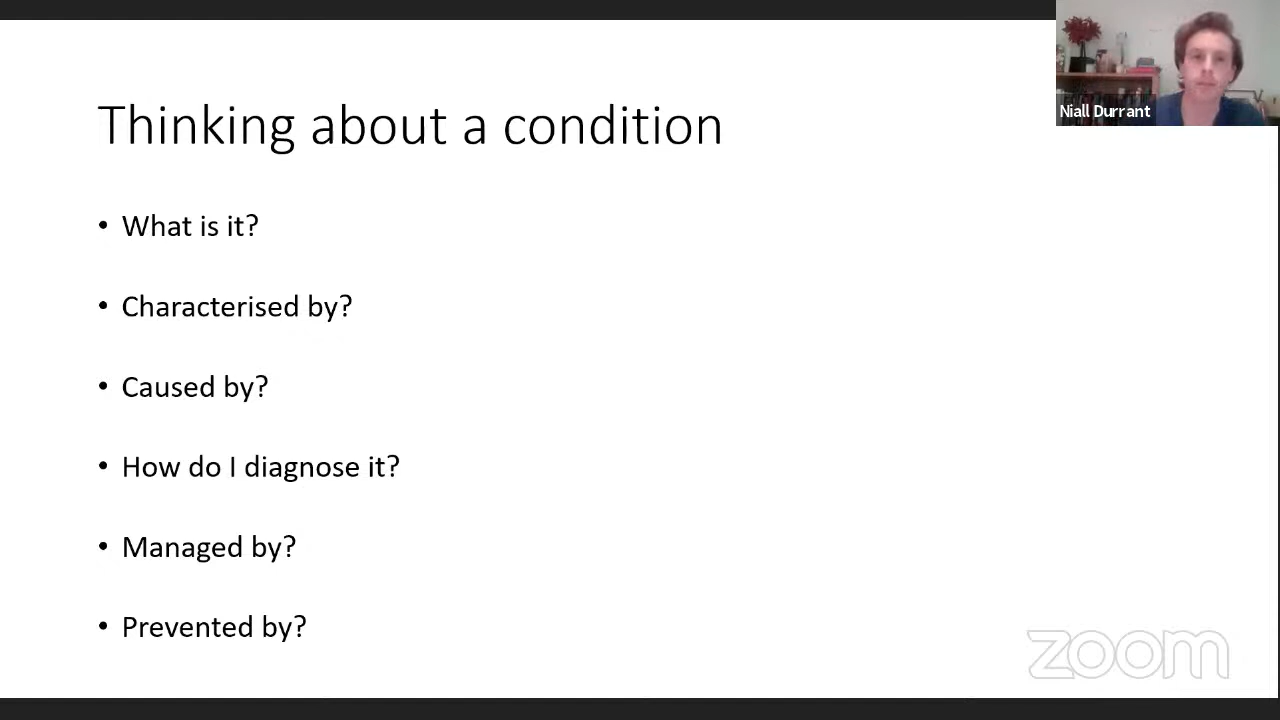 Thinking about a condition
Niall Durrant
• What is it?
• Characterised by?
• Caused by?
• How do I diagnose it?
• Managed by?
• Prevented by?
zoom